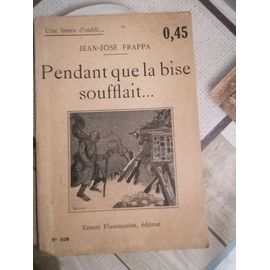 Une heure d'oubli...
0,45
JEAN-JOSÉ FRAPPA
Pendant que la bise
soufflait...
Ernest Flammarion, éditeur